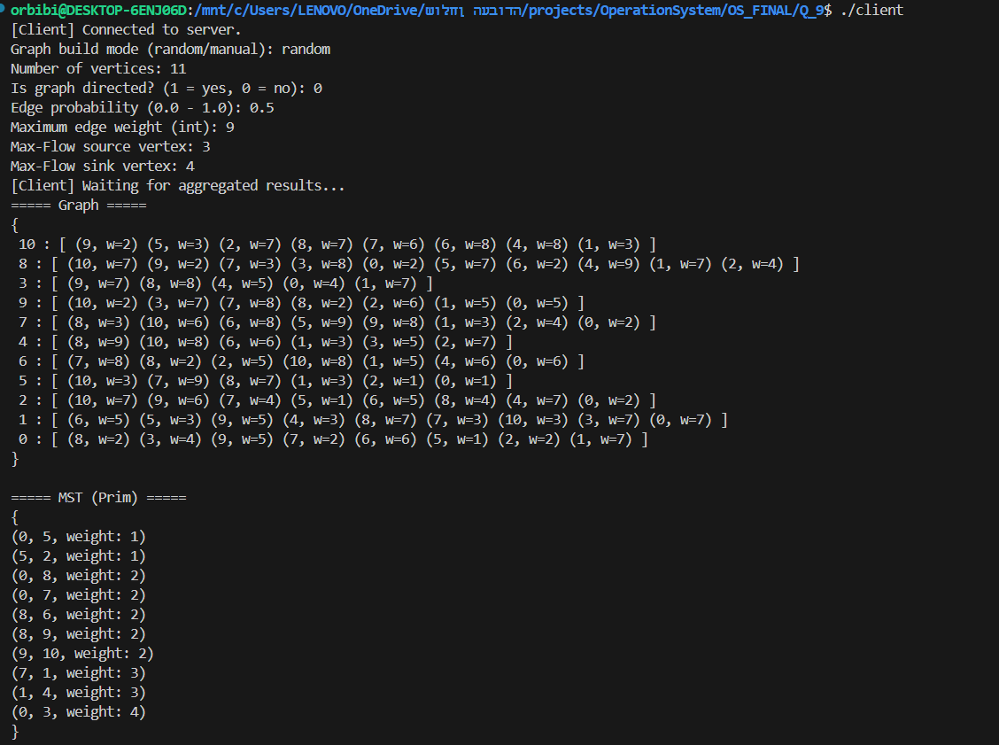 orbibi@DESKTOP-6ENJ06D:/mnt/c/Users/LENOVO/OneDrive/שולחן העבודה/projects/OperationSystem/OS_FINAL/Q_9$ ./client
[Client] Connected to server.
Graph build mode (random/manual): random
Number of vertices: 11
Is graph directed? (1 = yes, 0 = no): 0
Edge probability (0.0 - 1.0): 0.5
Maximum edge weight (int): 9
Max-Flow source vertex: 3
Max-Flow sink vertex: 4
[Client] Waiting for aggregated results...
===== Graph =====
{
 10 : [ (9, w=2) (5, w=3) (2, w=7) (8, w=7) (7, w=6) (6, w=8) (4, w=8) (1, w=3) ]
 8 : [ (10, w=7) (9, w=2) (7, w=3) (3, w=8) (0, w=2) (5, w=7) (6, w=2) (4, w=9) (1, w=7) (2, w=4) ]
 3 : [ (9, w=7) (8, w=8) (4, w=5) (0, w=4) (1, w=7) ]
 9 : [ (10, w=2) (3, w=7) (7, w=8) (8, w=2) (2, w=6) (1, w=5) (0, w=5) ]
 7 : [ (8, w=3) (10, w=6) (6, w=8) (5, w=9) (9, w=8) (1, w=3) (2, w=4) (0, w=2) ]
 4 : [ (8, w=9) (10, w=8) (6, w=6) (1, w=3) (3, w=5) (2, w=7) ]
 6 : [ (7, w=8) (8, w=2) (2, w=5) (10, w=8) (1, w=5) (4, w=6) (0, w=6) ]
 5 : [ (10, w=3) (7, w=9) (8, w=7) (1, w=3) (2, w=1) (0, w=1) ]
 2 : [ (10, w=7) (9, w=6) (7, w=4) (5, w=1) (6, w=5) (8, w=4) (4, w=7) (0, w=2) ]
 1 : [ (6, w=5) (5, w=3) (9, w=5) (4, w=3) (8, w=7) (7, w=3) (10, w=3) (3, w=7) (0, w=7) ]
 0 : [ (8, w=2) (3, w=4) (9, w=5) (7, w=2) (6, w=6) (5, w=1) (2, w=2) (1, w=7) ]
}
===== MST (Prim) =====
{
(0, 5, weight: 1)
(5, 2, weight: 1)
(0, 8, weight: 2)
(0, 7, weight: 2)
(8, 6, weight: 2)
(8, 9, weight: 2)
(9, 10, weight: 2)
(7, 1, weight: 3)
(1, 4, weight: 3)
(0, 3, weight: 4)
}